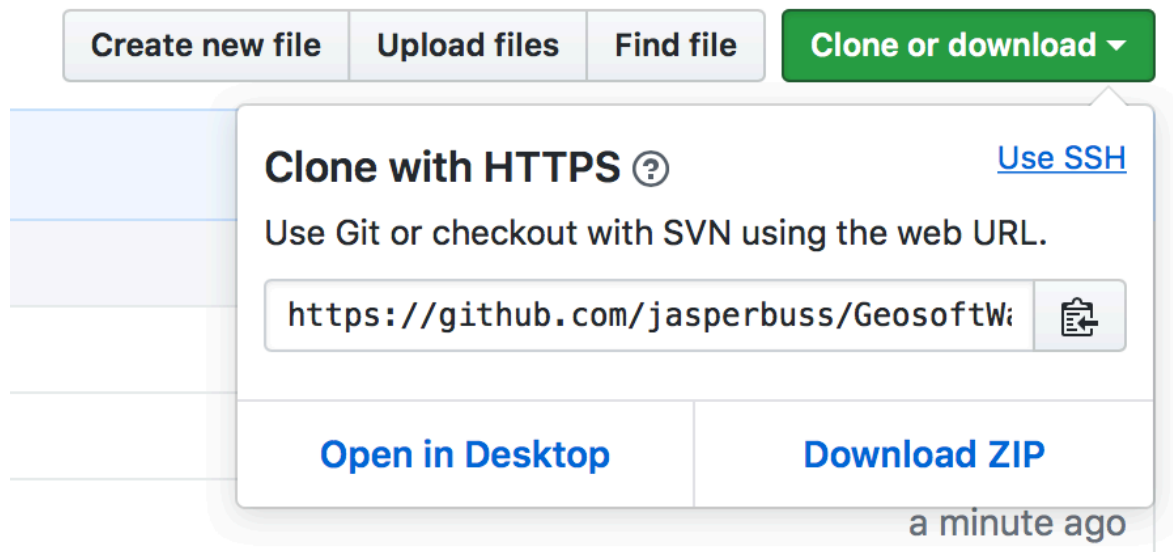 Create new file Upload files Find file Clone or download
Clone with HTTPS ? Use SSH
Use Git or checkout with SVN using the web URL.
https://github.com/jasperbuss/GeosoftWa
Open in Desktop Download ZIP
a minute ago